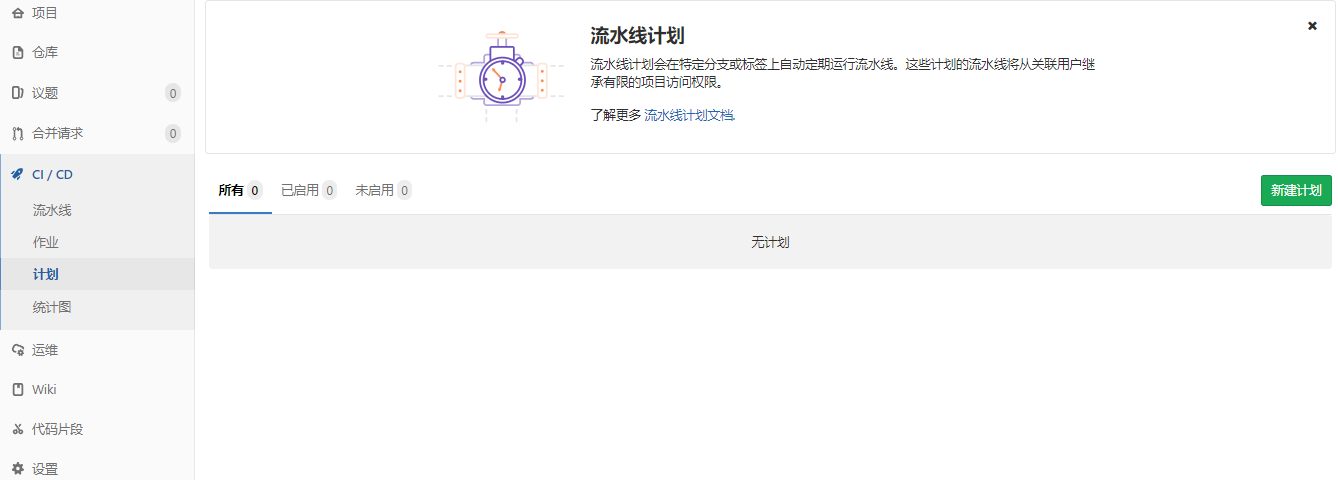 项目
仓库
议题 0
合并请求 0
CI / CD
流水线
作业
计划
统计图
运维
Wiki
代码片段
设置
流水线计划
流水线计划会在特定分支或标签上自动定期运行流水线。这些计划的流水线将从关联用户继
承有限的项目访问权限。
了解更多 流水线计划文档.
所有 0 已启用 0 未启用 0 新建计划
无计划